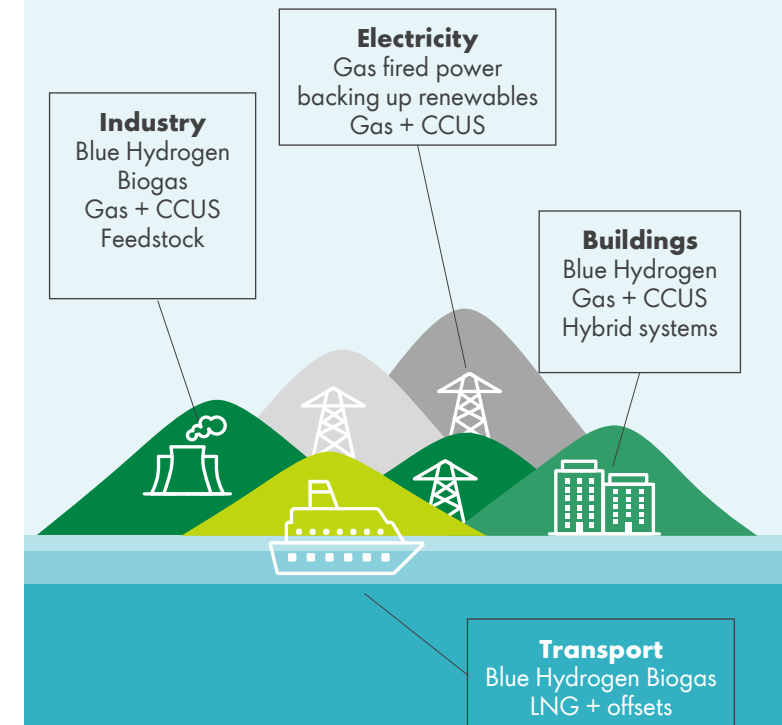 Electricity
Gas fired power
backing up renewables
Gas + CCUS
Industry
Blue Hydrogen
Biogas
Gas + CCUS
Feedstock
Buildings
Blue Hydrogen
Gas + CCUS
Hybrid systems
Transport
Blue Hydrogen Biogas
LNG + offsets